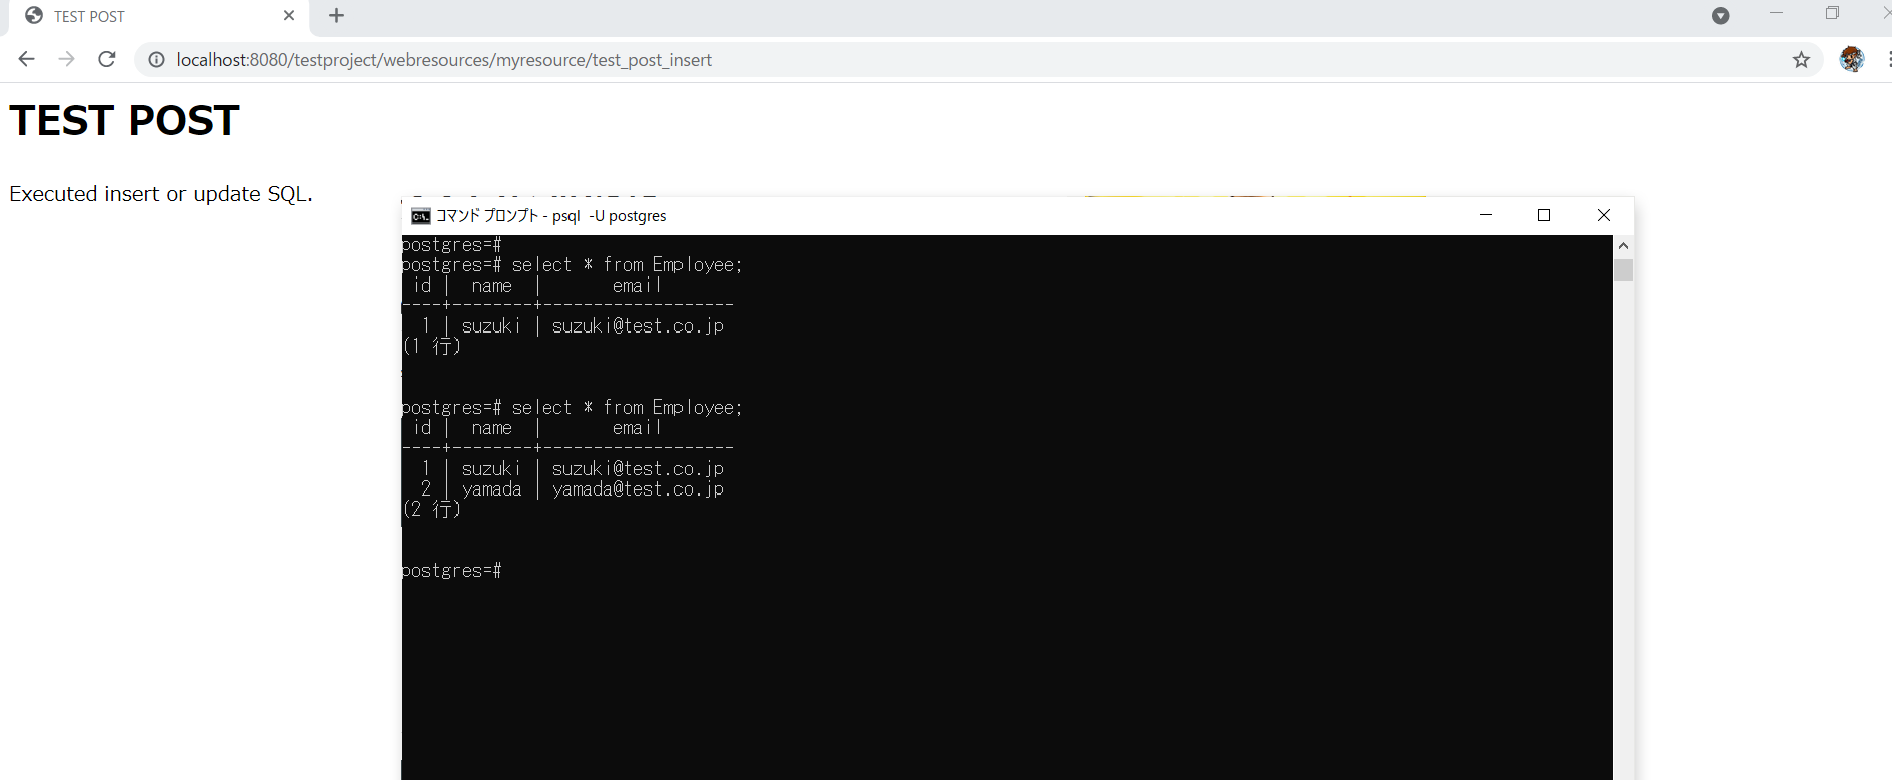 TEST POST
localhost:8080/testproject/webresources/myresource/test_post_insert
TEST POST
Executed insert or update SQL.
コマンド プロンプト - psql  -U postgres
postgres=#
postgres=# select * from Employee;
 id |  name  |       email
----+--------+-------------------
  1 | suzuki | suzuki@test.co.jp
(1 行)
postgres=# select * from Employee;
 id |  name  |       email
----+--------+-------------------
  1 | suzuki | suzuki@test.co.jp
  2 | yamada | yamada@test.co.jp
(2 行)
postgres=#